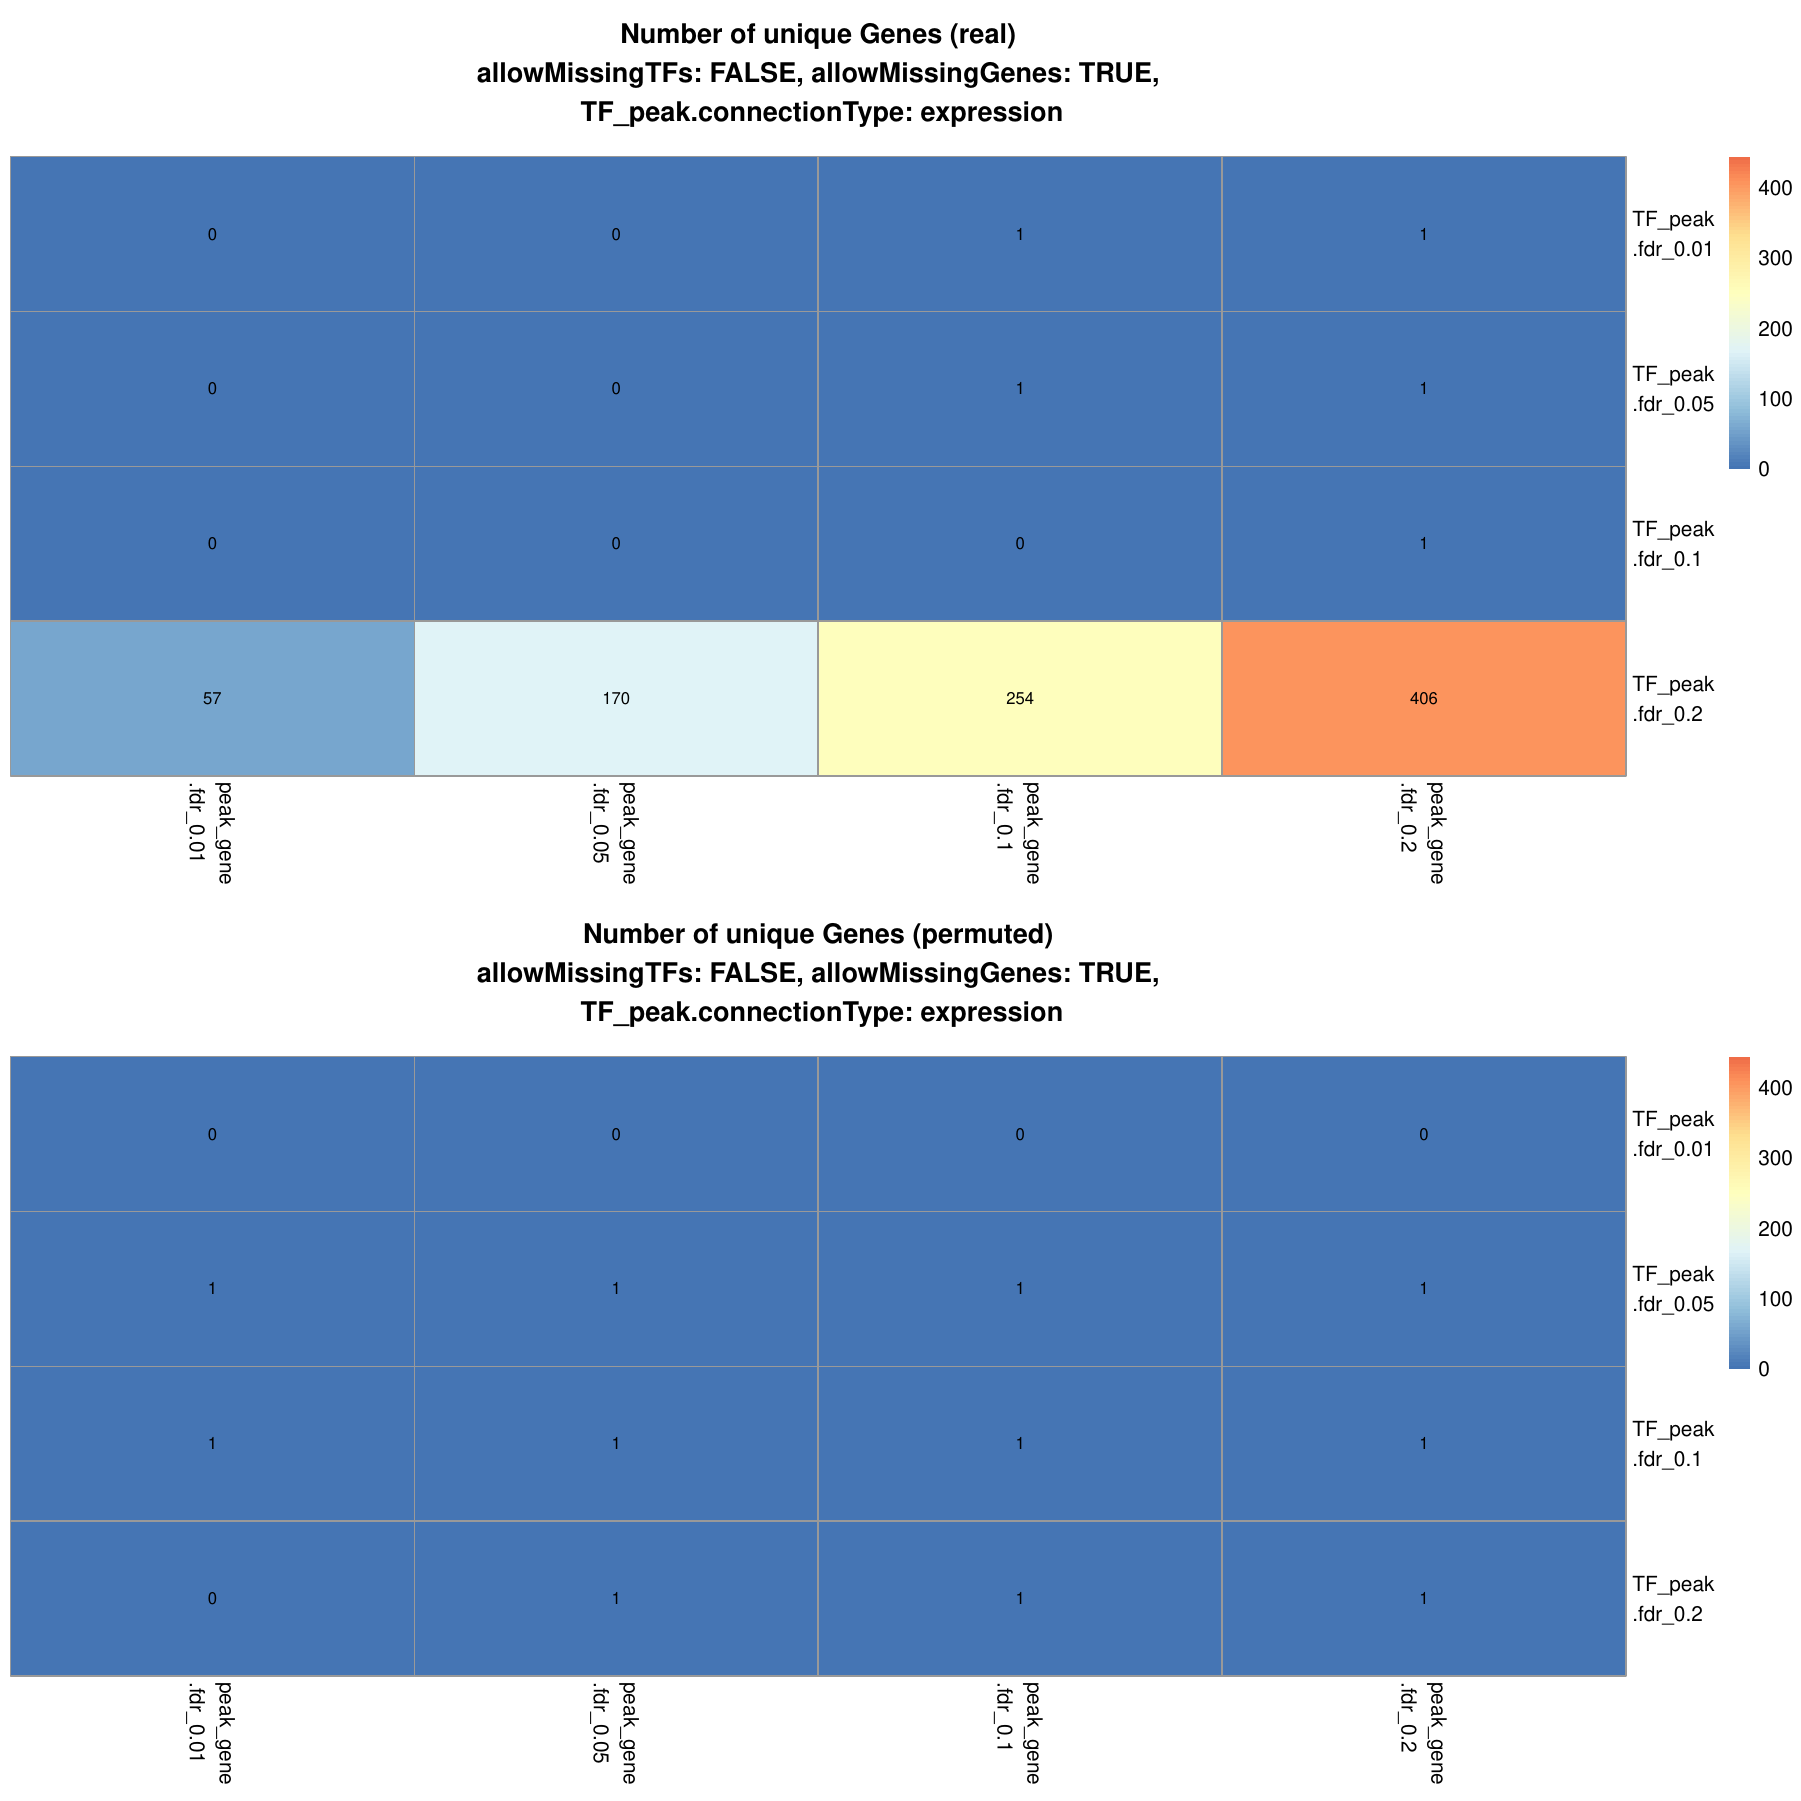 Number of unique Genes (real)
allowMissingTFs: FALSE, allowMissingGenes: TRUE,
TF_peak.connectionType: expression
0 0 1 1
TF_peak
.fdr_0.01
0 0 1 1
TF_peak
.fdr_0.05
0 0 0 1
TF_peak
.fdr_0.1
57 170 254 406
TF_peak
.fdr_0.2
400
300
200
100
0
peak_gene
.fdr_0.01
peak_gene
.fdr_0.05
peak_gene
.fdr_0.1
peak_gene
.fdr_0.2
Number of unique Genes (permuted)
allowMissingTFs: FALSE, allowMissingGenes: TRUE,
TF_peak.connectionType: expression
0 0 0 0
TF_peak
.fdr_0.01
1 1 1 1
TF_peak
.fdr_0.05
1 1 1 1
TF_peak
.fdr_0.1
0 1 1 1
TF_peak
.fdr_0.2
400
300
200
100
0
peak_gene
.fdr_0.01
peak_gene
.fdr_0.05
peak_gene
.fdr_0.1
peak_gene
.fdr_0.2